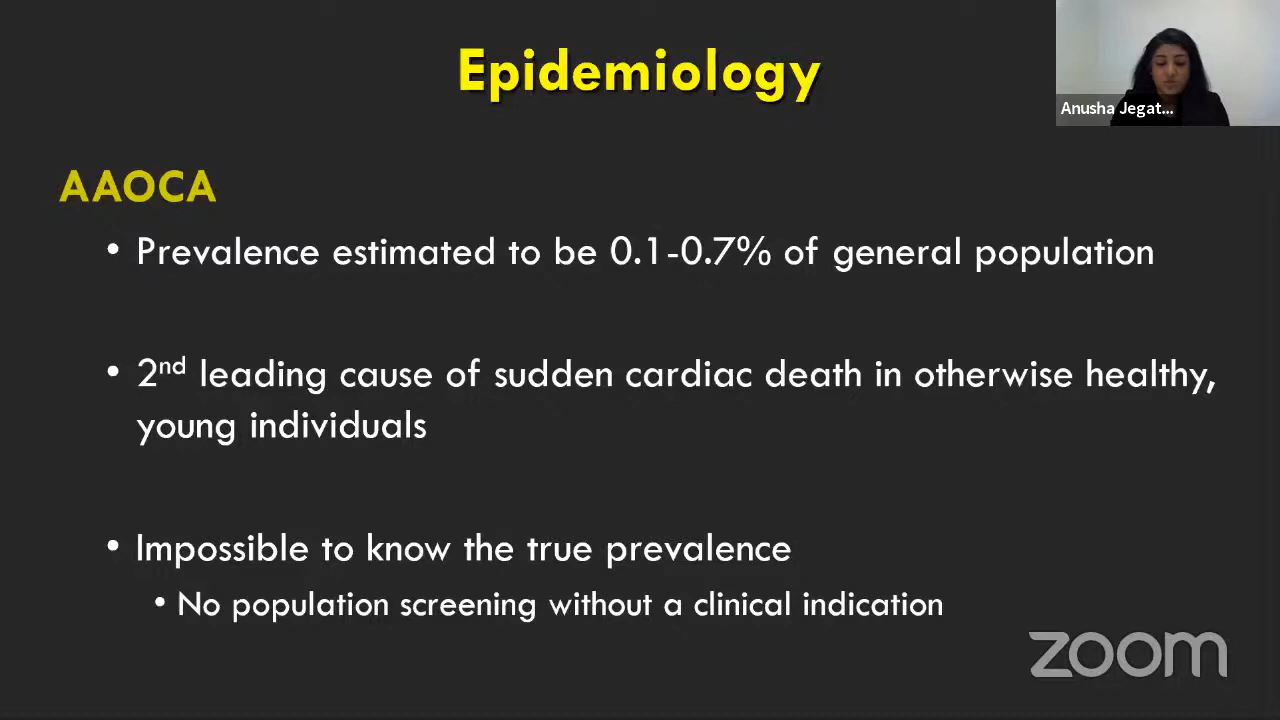 Epidemiology
Anusha Jegat...
AAOCA
• Prevalence estimated to be 0.1-0.7% of general population
• 2nd leading cause of sudden cardiac death in otherwise healthy,
young individuals
• Impossible to know the true prevalence
• No population screening without a clinical indication
zoom